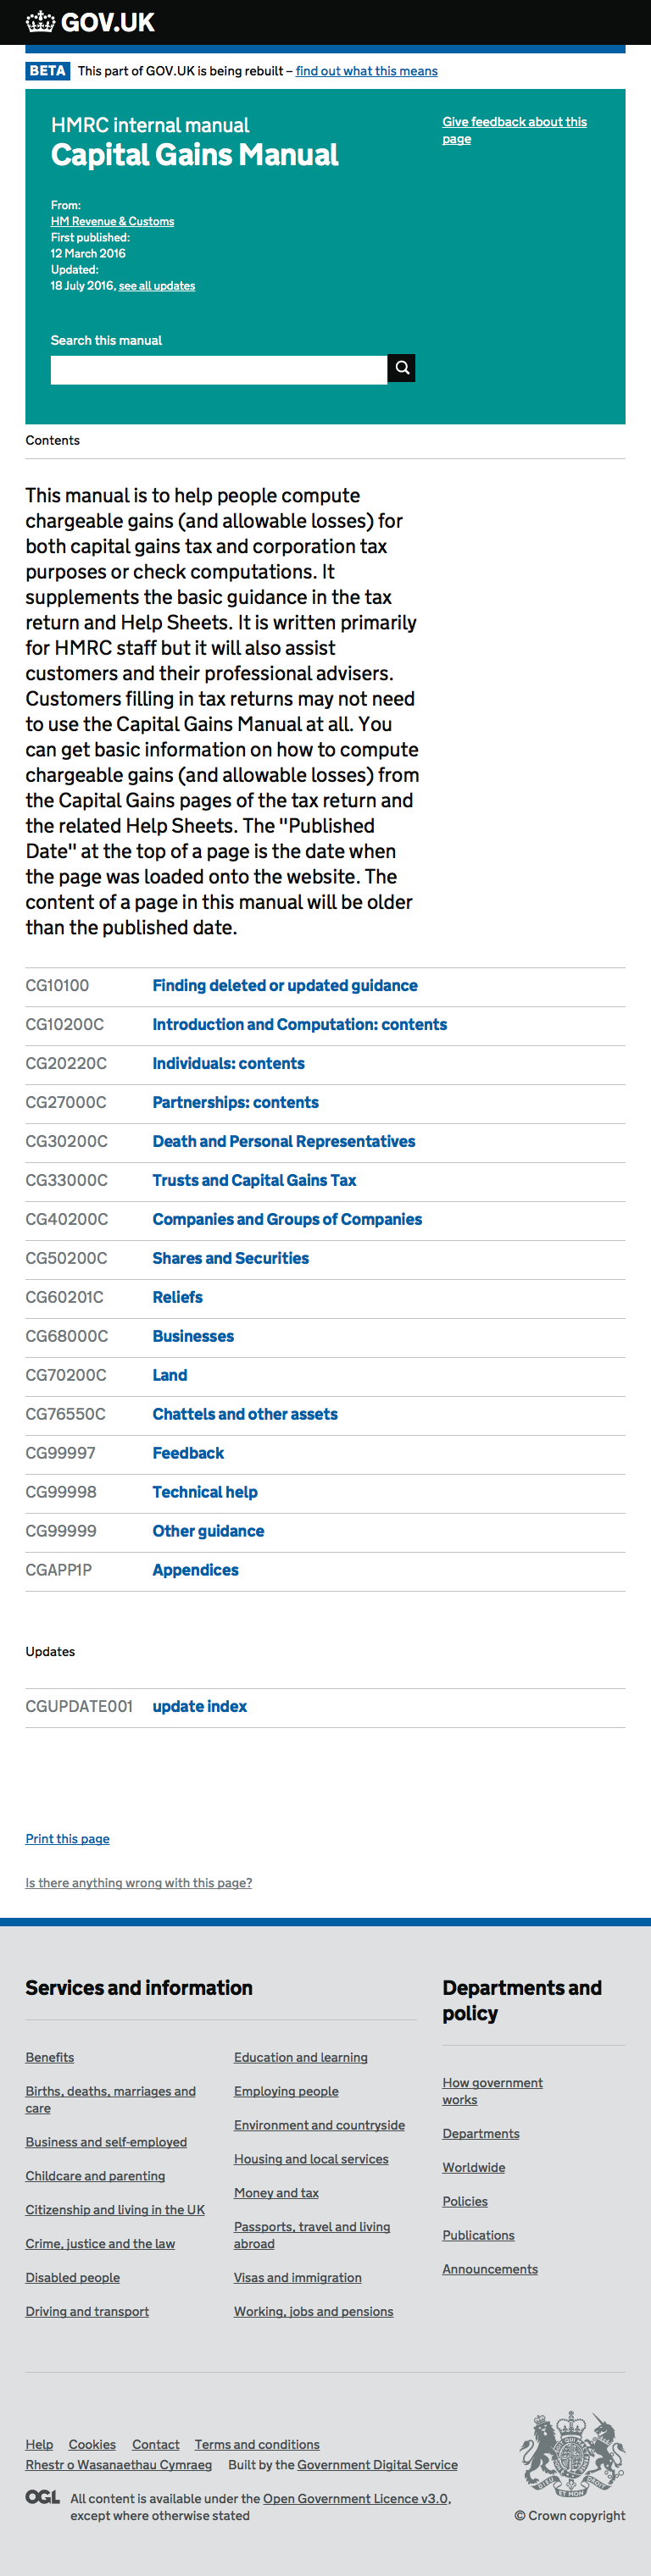 GOV.UK
BETA This part of GOV.UK is being rebuilt – find out what this means
HMRC internal manual
Capital Gains Manual
Give feedback about this
page
From:
HM Revenue & Customs
First published:
12 March 2016
Updated:
18 July 2016, see all updates
Search this manual
Contents
This manual is to help people compute
chargeable gains (and allowable losses) for
both capital gains tax and corporation tax
purposes or check computations. It
supplements the basic guidance in the tax
return and Help Sheets. It is written primarily
for HMRC staff but it will also assist
customers and their professional advisers.
Customers filling in tax returns may not need
to use the Capital Gains Manual at all. You
can get basic information on how to compute
chargeable gains (and allowable losses) from
the Capital Gains pages of the tax return and
the related Help Sheets. The "Published
Date" at the top of a page is the date when
the page was loaded onto the website. The
content of a page in this manual will be older
than the published date.
CG10100 Finding deleted or updated guidance
CG10200C Introduction and Computation: contents
CG20220C Individuals: contents
CG27000C Partnerships: contents
CG30200C Death and Personal Representatives
CG33000C Trusts and Capital Gains Tax
CG40200C Companies and Groups of Companies
CG50200C Shares and Securities
CG60201C Reliefs
CG68000C Businesses
CG70200C Land
CG76550C Chattels and other assets
CG99997 Feedback
CG99998 Technical help
CG99999 Other guidance
CGAPP1P Appendices
Updates
CGUPDATE001 update index
Print this page
Is there anything wrong with this page?
Services and information
Benefits
Births, deaths, marriages and
care
Business and self-employed
Childcare and parenting
Citizenship and living in the UK
Crime, justice and the law
Disabled people
Driving and transport
Education and learning
Employing people
Environment and countryside
Housing and local services
Money and tax
Passports, travel and living
abroad
Visas and immigration
Working, jobs and pensions
Departments and
policy
How government
works
Departments
Worldwide
Policies
Publications
Announcements
Help Cookies Contact Terms and conditions
Rhestr o Wasanaethau Cymraeg Built by the Government Digital Service
OGL All content is available under the Open Government Licence v3.0,
except where otherwise stated
© Crown copyright